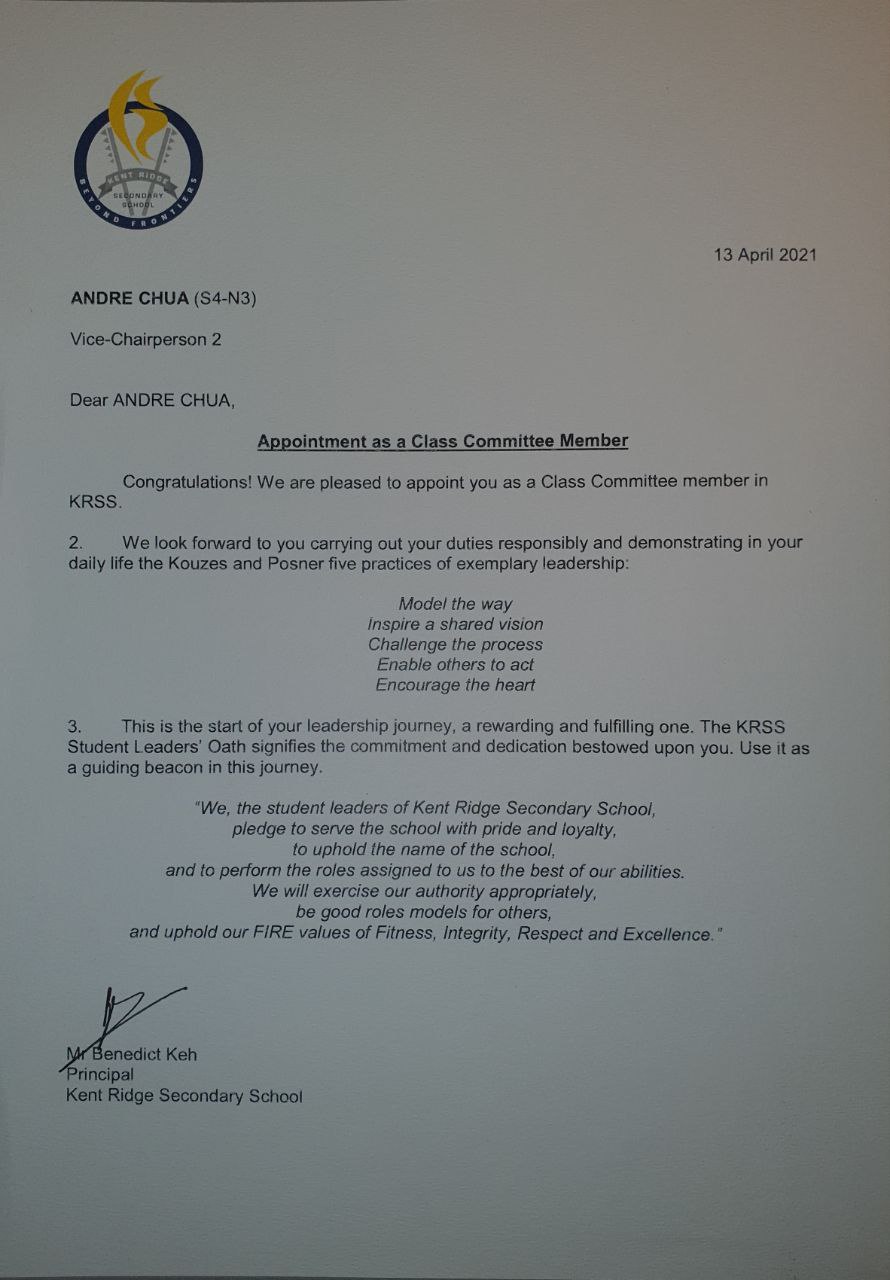 KENT RIDGE
SECONDARY
SCHOOL
BEYOND FRONTIERS
13 April 2021
ANDRE CHUA (S4-N3)
Vice-Chairperson 2
Dear ANDRE CHUA,
Appointment as a Class Committee Member
Congratulations! We are pleased to appoint you as a Class Committee member in
KRSS.
2. We look forward to you carrying out your duties responsibly and demonstrating in your
daily life the Kouzes and Posner five practices of exemplary leadership:
Model the way
Inspire a shared vision
Challenge the process
Enable others to act
Encourage the heart
3. This is the start of your leadership journey, a rewarding and fulfilling one. The KRSS
Student Leaders’ Oath signifies the commitment and dedication bestowed upon you. Use it as
a guiding beacon in this journey.
“We, the student leaders of Kent Ridge Secondary School,
pledge to serve the school with pride and loyalty,
to uphold the name of the school,
and to perform the roles assigned to us to the best of our abilities.
We will exercise our authority appropriately,
be good roles models for others,
and uphold our FIRE values of Fitness, Integrity, Respect and Excellence.”
Mr Benedict Keh
Principal
Kent Ridge Secondary School